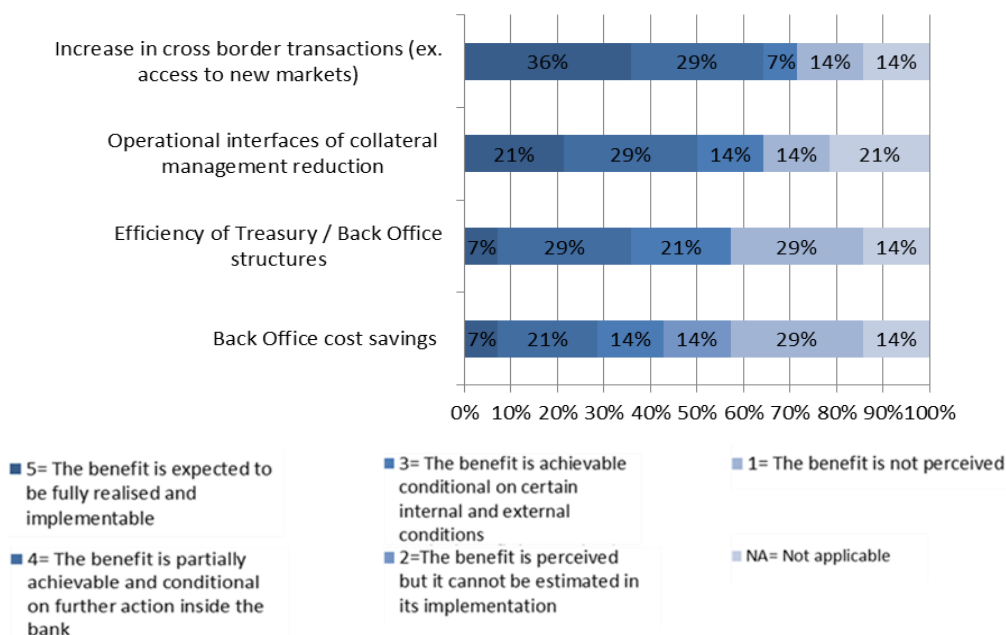 Increase in cross border transactions (ex.
access to new markets)
36% 29% 7% 14% 14%
Operational interfaces of collateral
management reduction
21% 29% 14% 14% 21%
Efficiency of Treasury / Back Office
structures
7% 29% 21% 29% 14%
Back Office cost savings
7% 21% 14% 14% 29% 14%
0% 10% 20% 30% 40% 50% 60% 70% 80% 90% 100%
5= The benefit is expected to
be fully realised and
implementable
3= The benefit is achievable
conditional on certain
internal and external
conditions
1= The benefit is not perceived
4= The benefit is partially
achievable and conditional
on further action inside the
bank
2=The benefit is perceived
but it cannot be estimated in
its implementation
NA= Not applicable